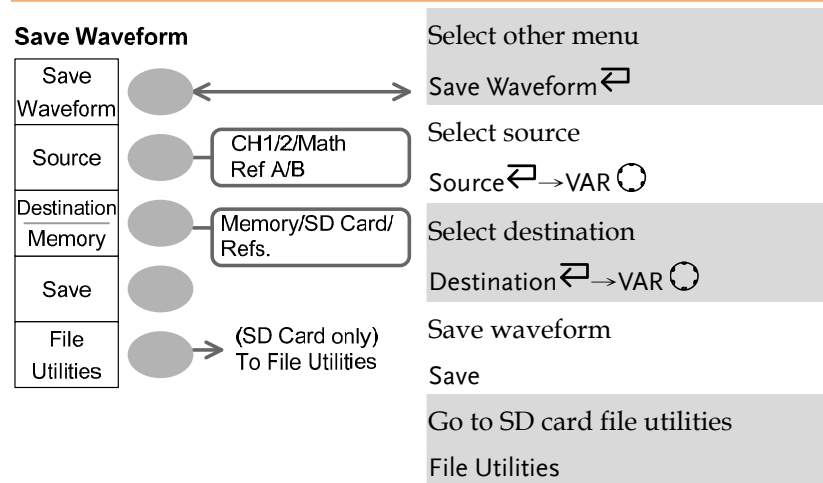 Save Waveform
Save
Waveform
Source
CH1/2/Math
Ref A/B
Destination
Memory
Memory/SD Card/
Refs.
Save
File
Utilities
(SD Card only)
To File Utilities
Select other menu
Save Waveform
Select source
Source→VAR
Select destination
Destination→VAR
Save waveform
Save
Go to SD card file utilities
File Utilities